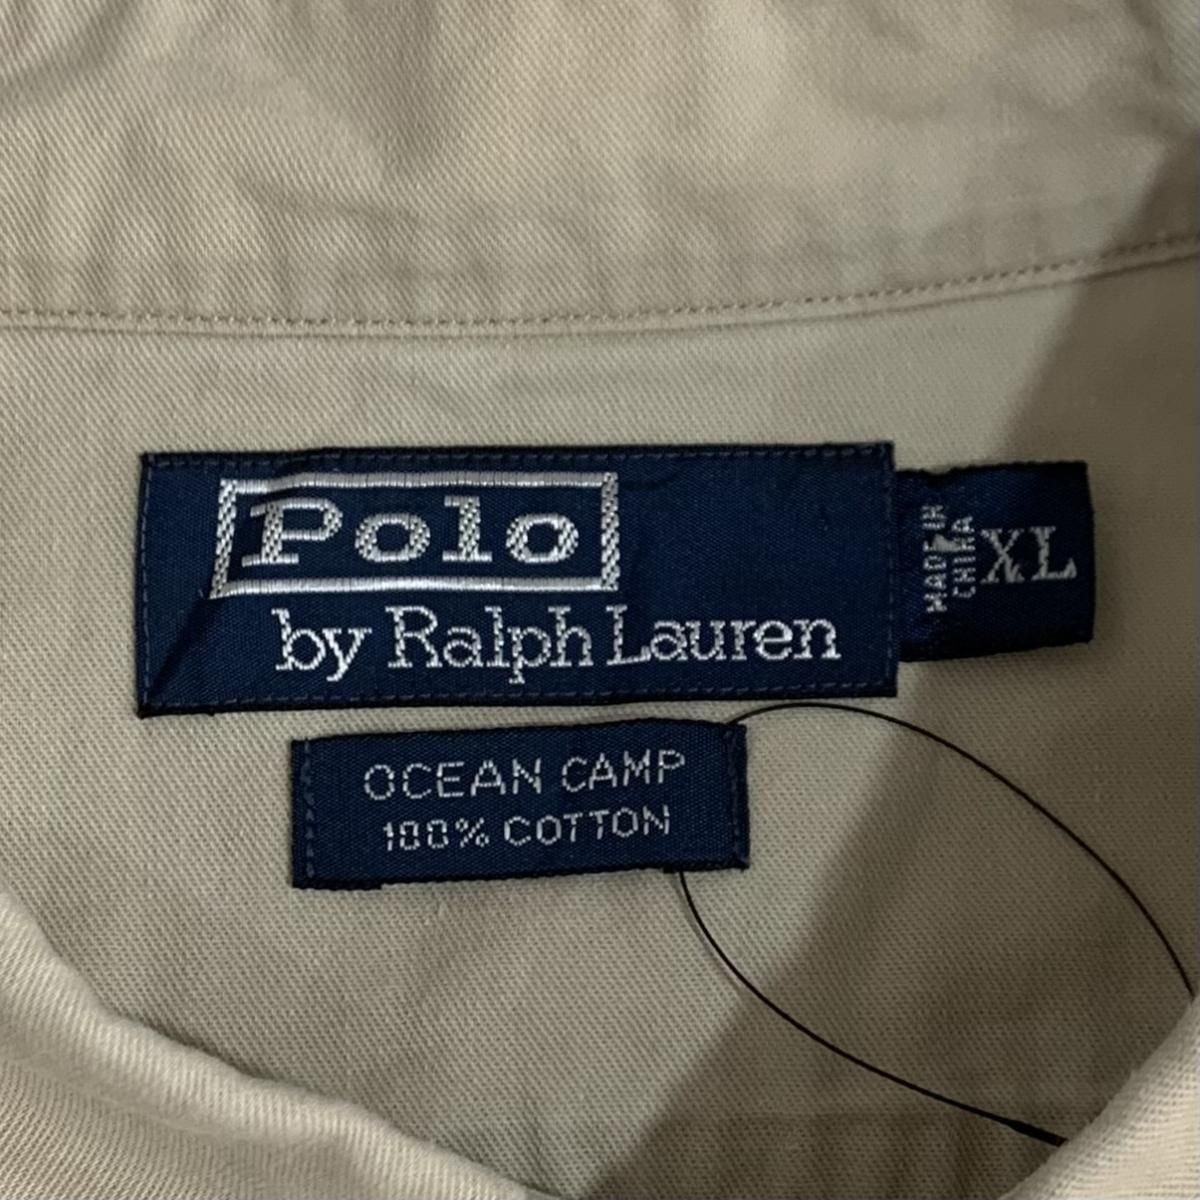 Polo
by Ralph Lauren
MADE IN
CHINA
XL
OCEAN CAMP
100% COTTON